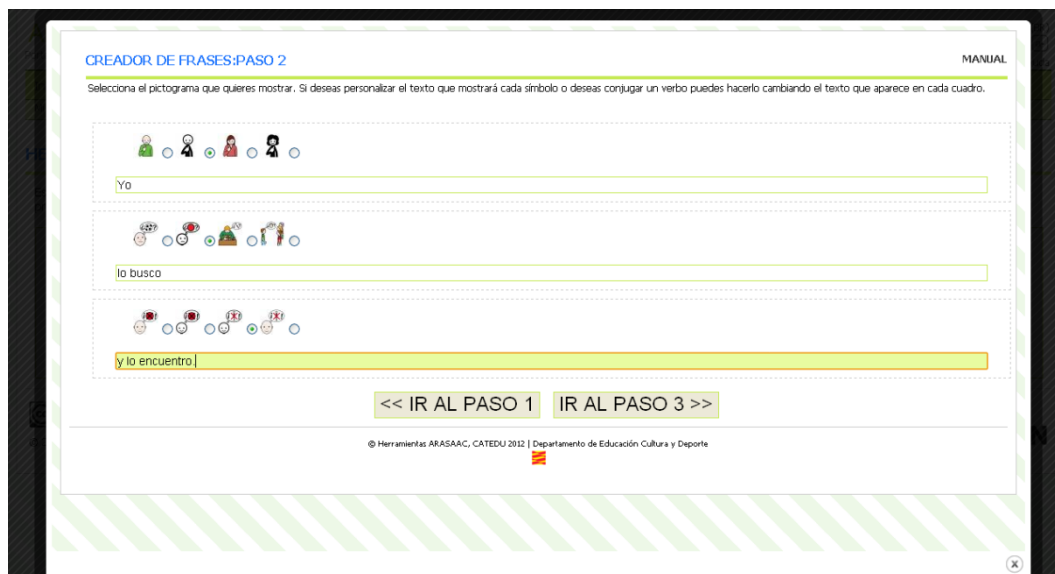 CREADOR DE FRASES:PASO 2
MANUAL
Selecciona el pictograma que quieres mostrar. Si deseas personalizar el texto que mostrará cada símbolo o deseas conjugar un verbo puedes hacerlo cambiando el texto que aparece en cada cuadro.
Yo
lo busco
y lo encuentro.
<< IR AL PASO 1
IR AL PASO 3 >>
© Herramientas ARASAAC, CATEDU 2012 | Departamento de Educación Cultura y Deporte